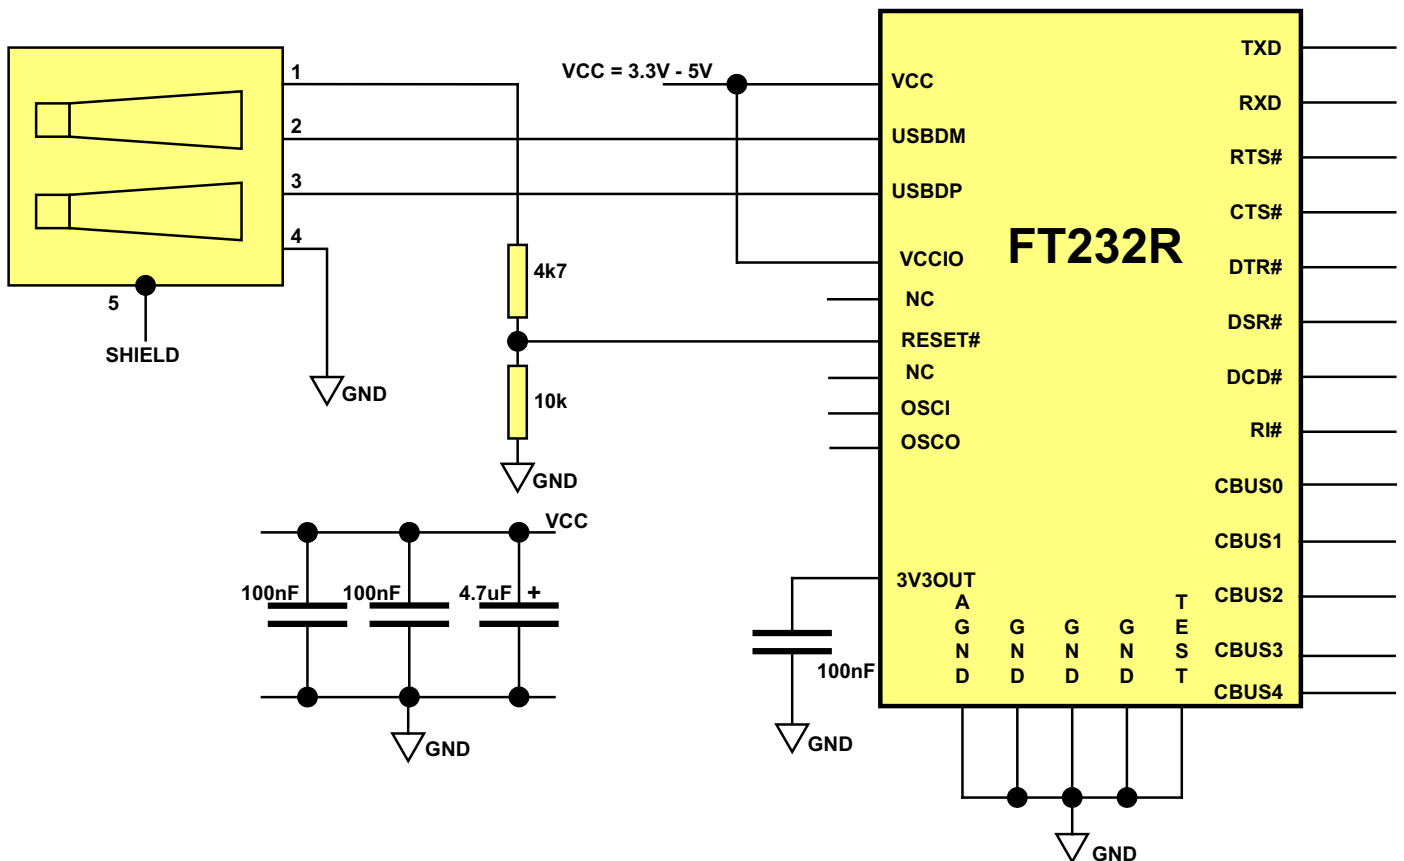 1
2
3
4
5
SHIELD
GND
4k7
10k
GND
VCC = 3.3V - 5V
VCC
100nF
100nF
4.7uF +
GND
100nF
GND
FT232R
VCC
USBDM
USBDP
VCCIO
NC
RESET#
NC
OSCI
OSCO
3V3OUT
AGND
GND
GND
GND
TEST
GND
TXD
RXD
RTS#
CTS#
DTR#
DSR#
DCD#
RI#
CBUS0
CBUS1
CBUS2
CBUS3
CBUS4